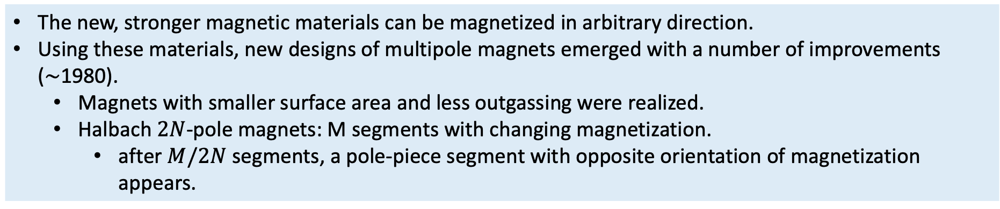 • The new, stronger magnetic materials can be magnetized in arbitrary direction.
• Using these materials, new designs of multipole magnets emerged with a number of improvements
(~1980).
• Magnets with smaller surface area and less outgassing were realized.
• Halbach 2N-pole magnets: M segments with changing magnetization.
• after M/2N segments, a pole-piece segment with opposite orientation of magnetization
appears.